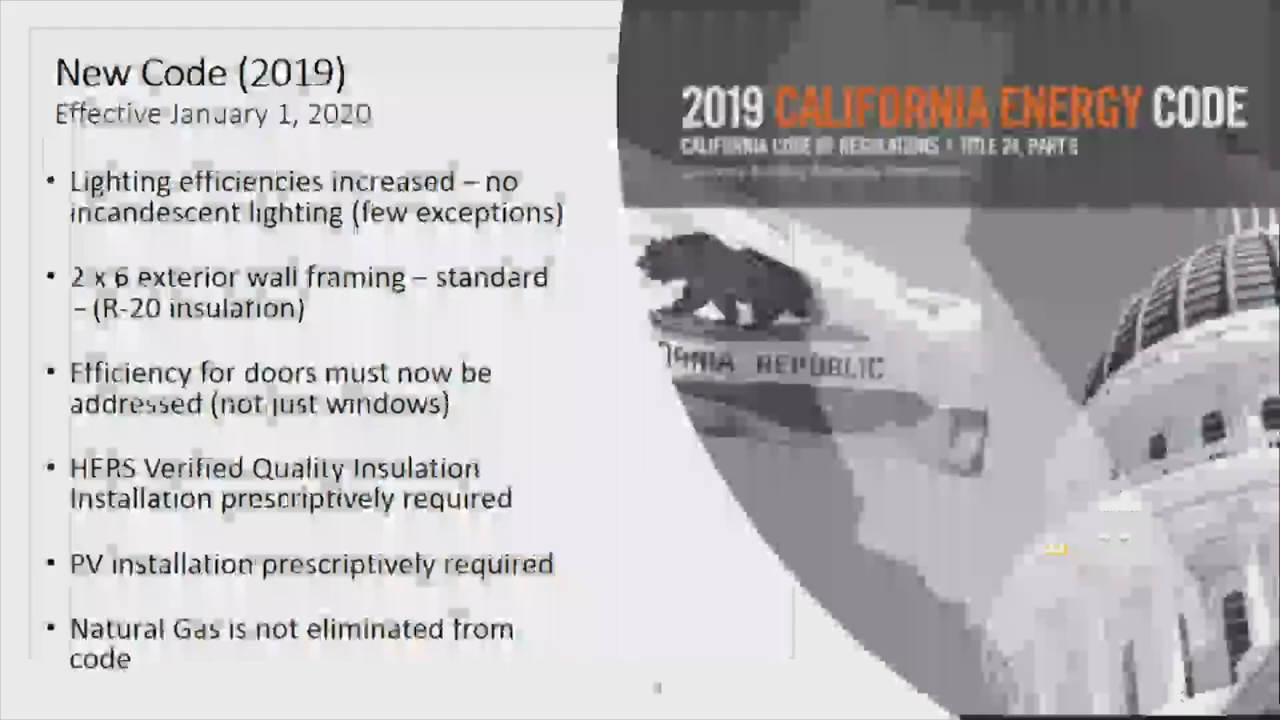 New Code (2019)
Effective January 1, 2020
• Lighting efficiencies increased – no
incandescent lighting (few exceptions)
• 2 x 6 exterior wall framing – standard
– (R-20 insulation)
• Efficiency for doors must now be
addressed (not just windows)
• HERS Verified Quality Insulation
Installation prescriptively required
• PV installation prescriptively required
• Natural Gas is not eliminated from
code
2019 CALIFORNIA ENERGY CODE
CALIFORNIA CODE OF REGULATIONS • TITLE 24, PART 6
REPUBLIC